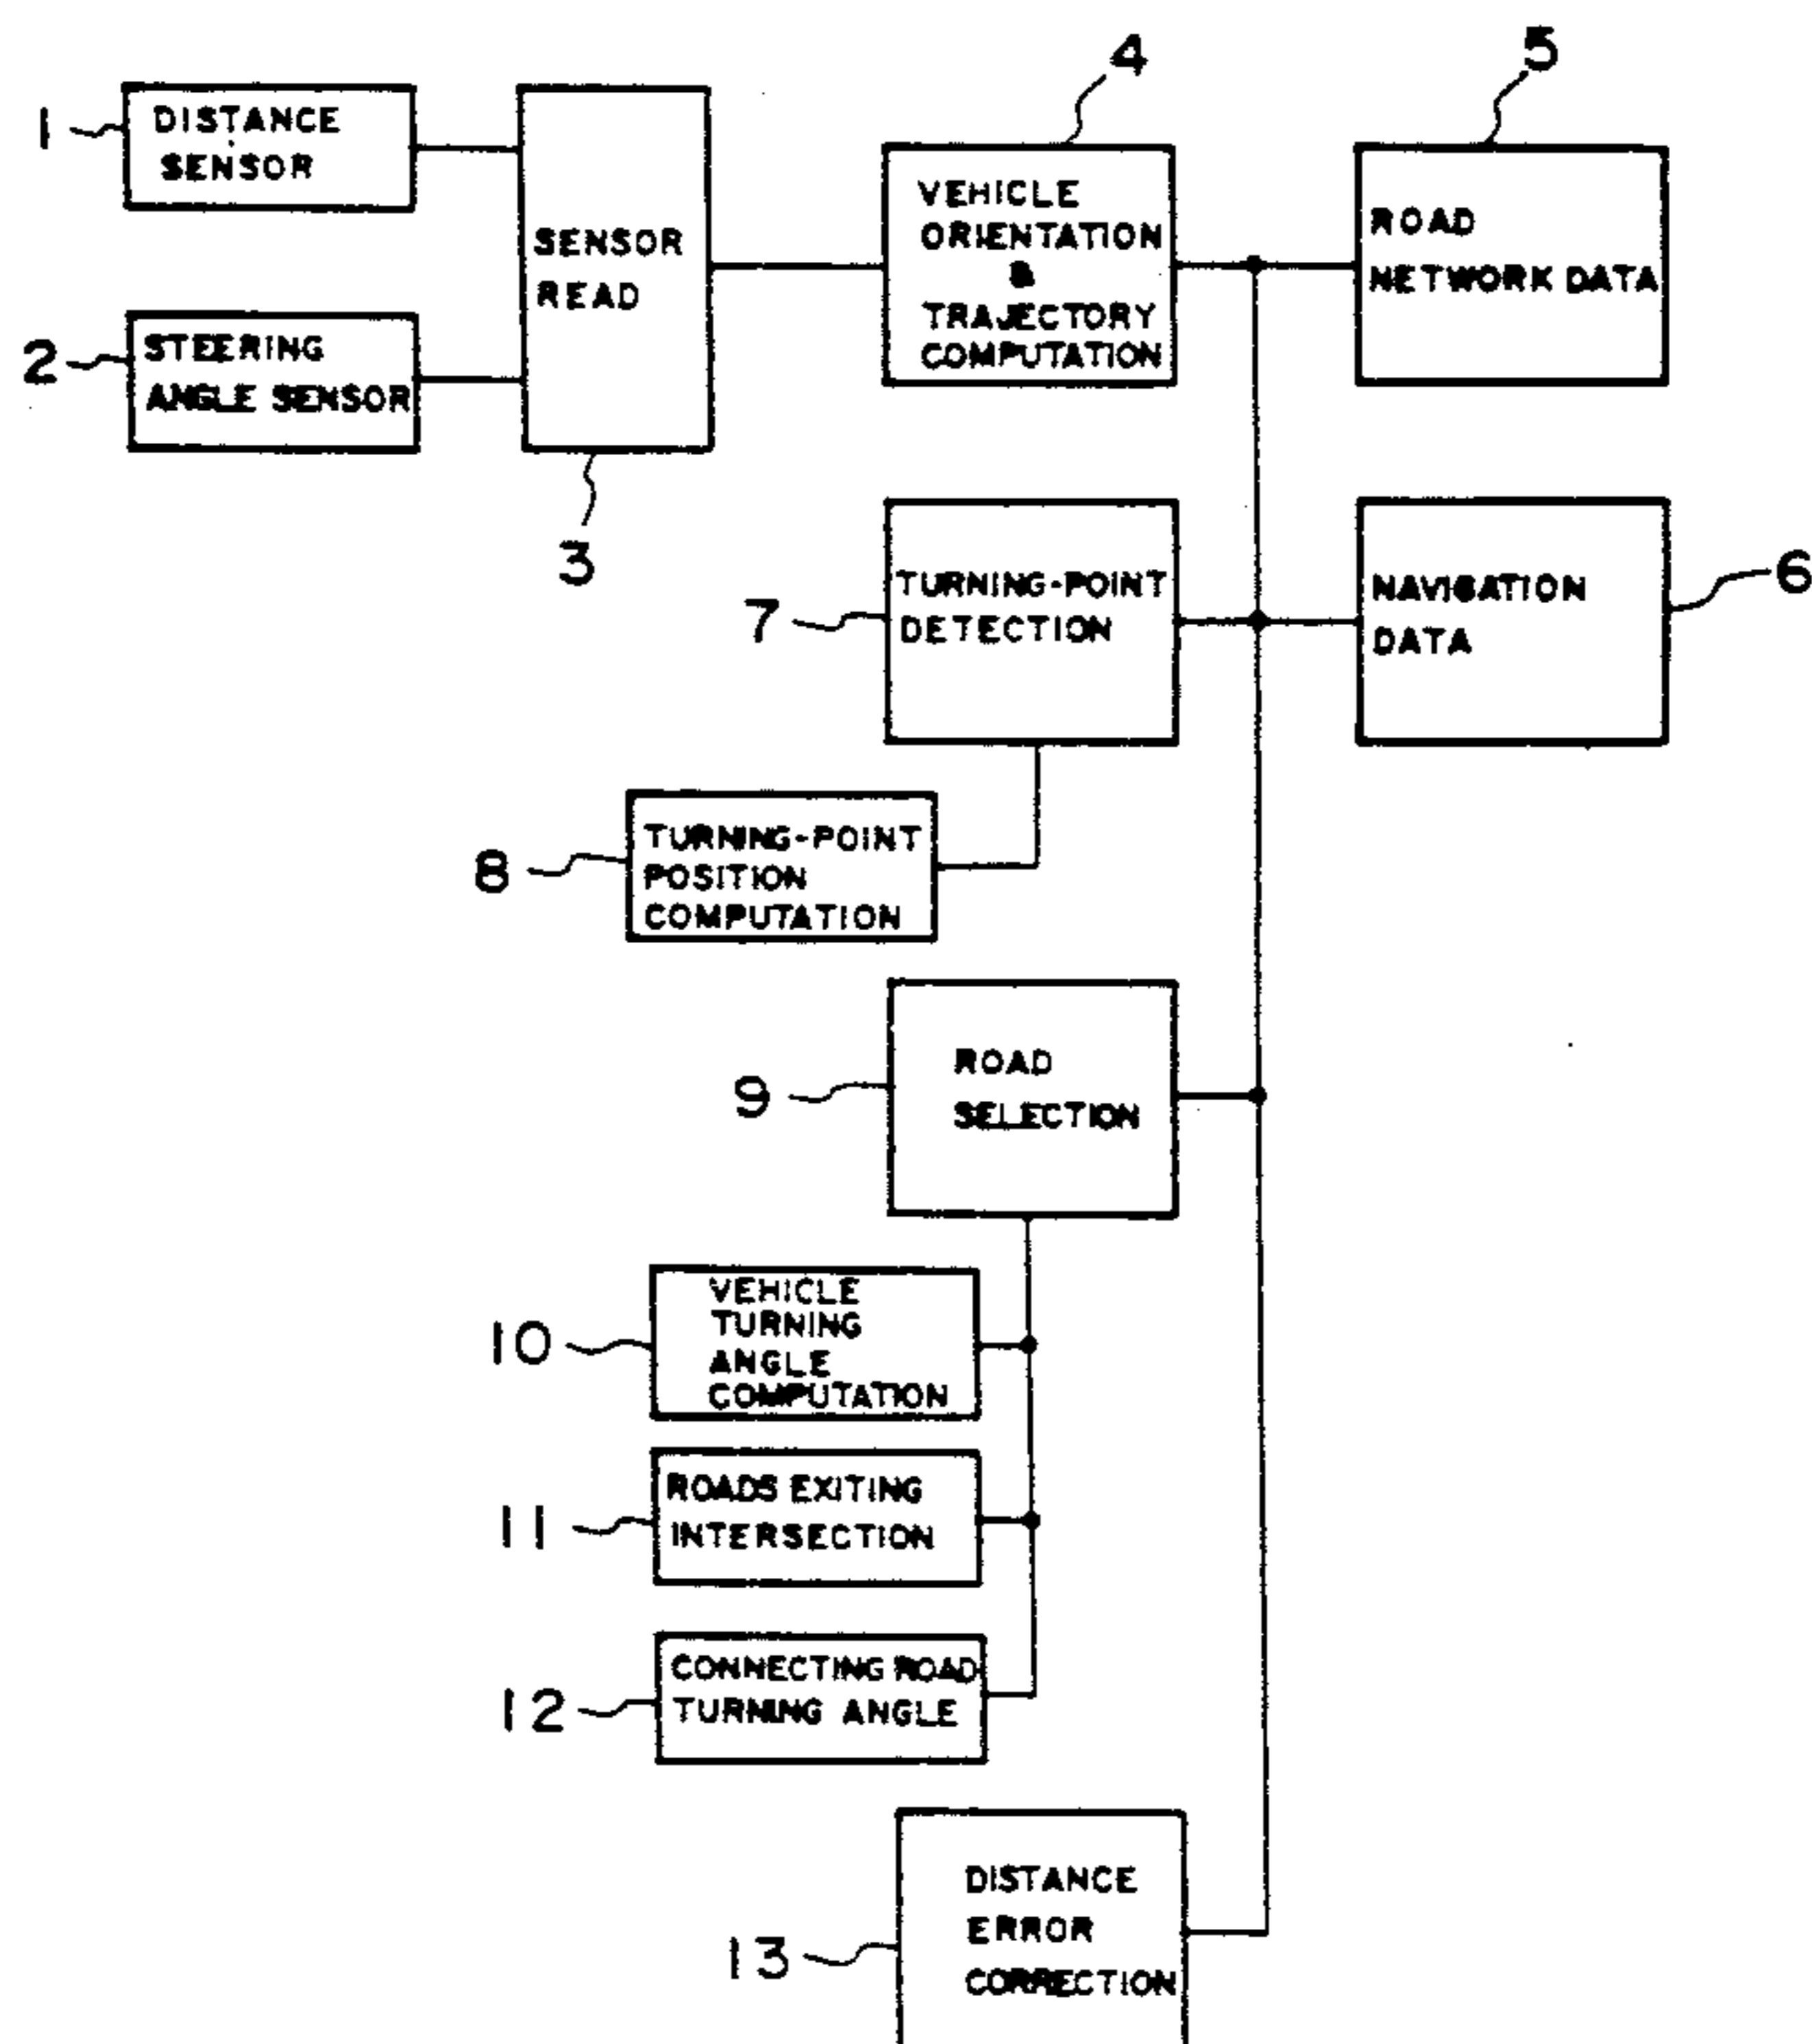 4
5
1
DISTANCE
SENSOR
SENSOR
READ
VEHICLE
ORIENTATION
&
TRAJECTORY
COMPUTATION
ROAD
NETWORK DATA
2
STEERING
ANGLE SENSOR
3
7
TURNING-POINT
DETECTION
NAVIGATION
DATA
6
8
TURNING-POINT
POSITION
COMPUTATION
9
ROAD
SELECTION
10
VEHICLE
TURNING
ANGLE
COMPUTATION
11
ROADS EXITING
INTERSECTION
12
CONNECTING ROAD
TURNING ANGLE
13
DISTANCE
ERROR
CORRECTION